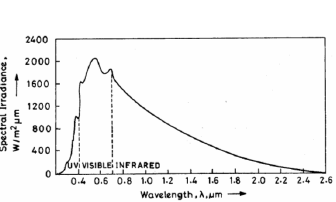 Spectral Irradiance,
W/m² μm
2400
2000
1600
1200
800
400
0
UV VISIBLE INFRARED
0.4 0.6 0.8 1.0 1.2 1.4 1.6 1.8 2.0 2.2 2.4 2.6
Wavelength, λ, μm